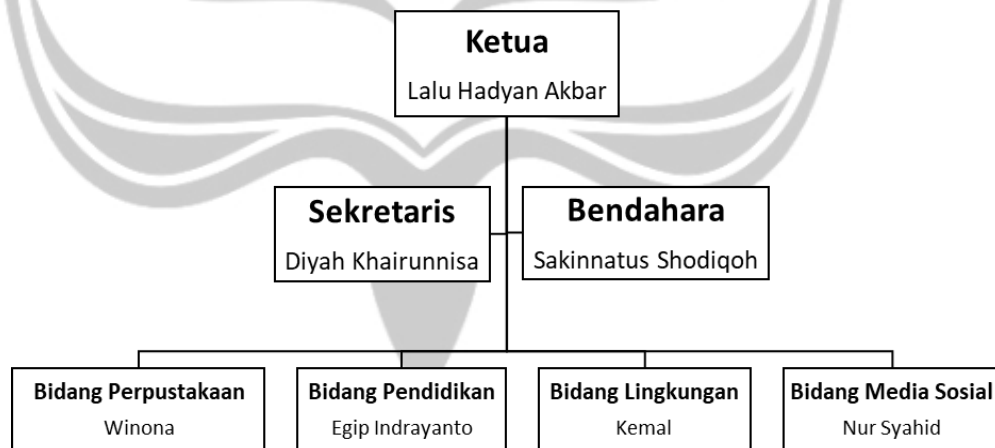 Ketua
Lalu Hadyan Akbar
Sekretaris
Diyah Khairunnisa
Bendahara
Sakinnatus Shodiqoh
Bidang Perpustakaan
Winona
Bidang Pendidikan
Egip Indrayanto
Bidang Lingkungan
Kemal
Bidang Media Sosial
Nur Syahid